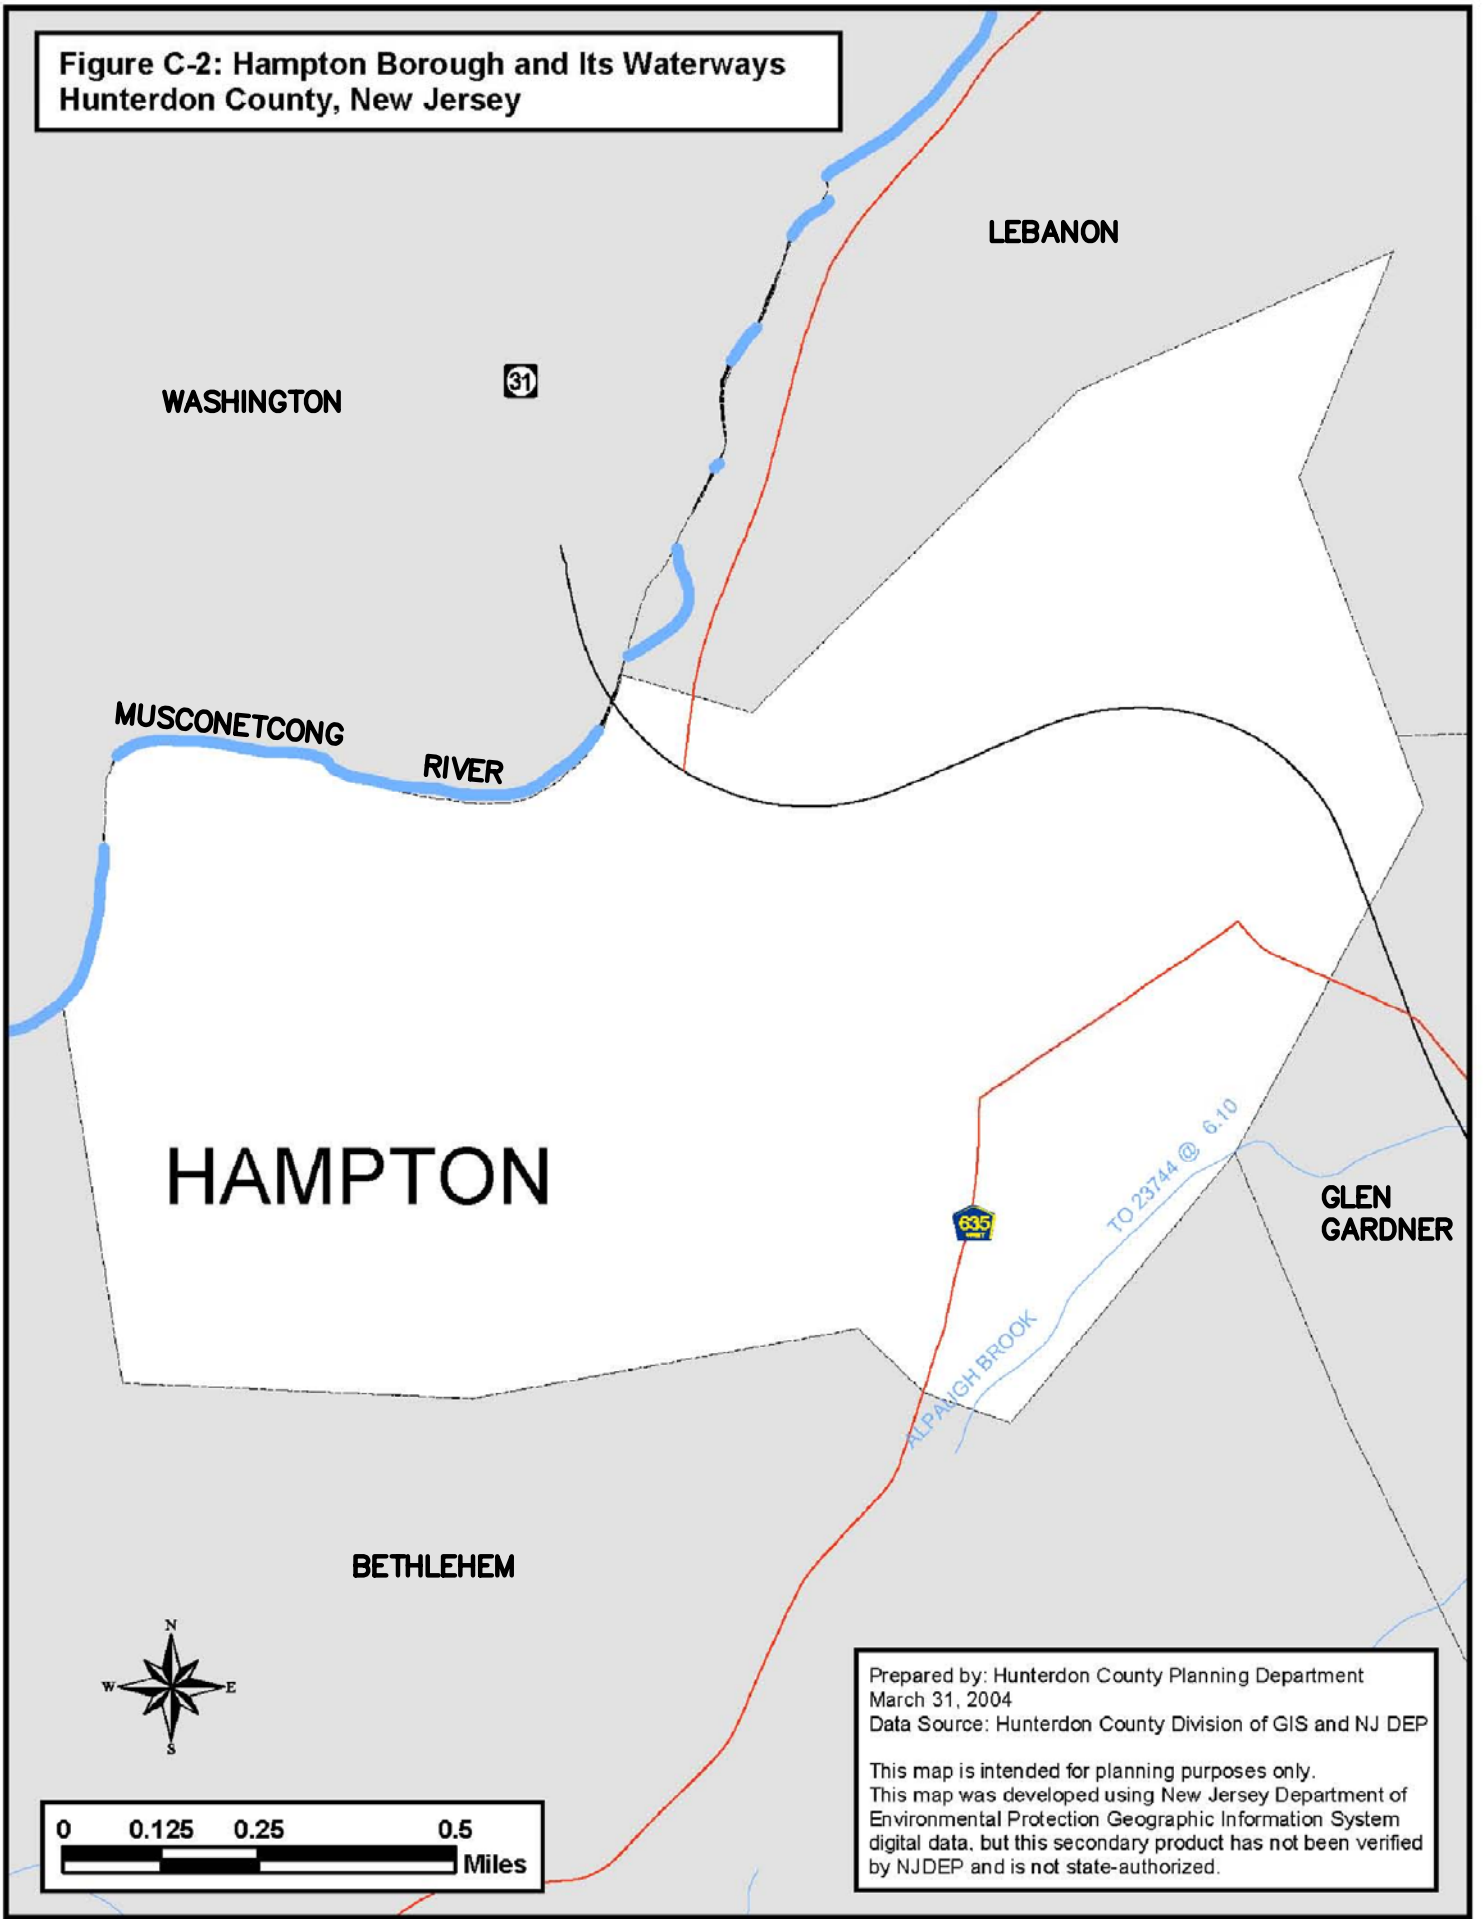 Figure C-2: Hampton Borough and Its Waterways
Hunterdon County, New Jersey
LEBANON
WASHINGTON
31
MUSCONETCONG
RIVER
HAMPTON
TO 23744 @ 6.10
635
GLEN
GARDNER
ALPAUGH BROOK
BETHLEHEM
N
W E
S
Prepared by: Hunterdon County Planning Department
March 31, 2004
Data Source: Hunterdon County Division of GIS and NJ DEP
This map is intended for planning purposes only.
This map was developed using New Jersey Department of
Environmental Protection Geographic Information System
digital data, but this secondary product has not been verified
by NJDEP and is not state-authorized.
0 0.125 0.25 0.5
Miles